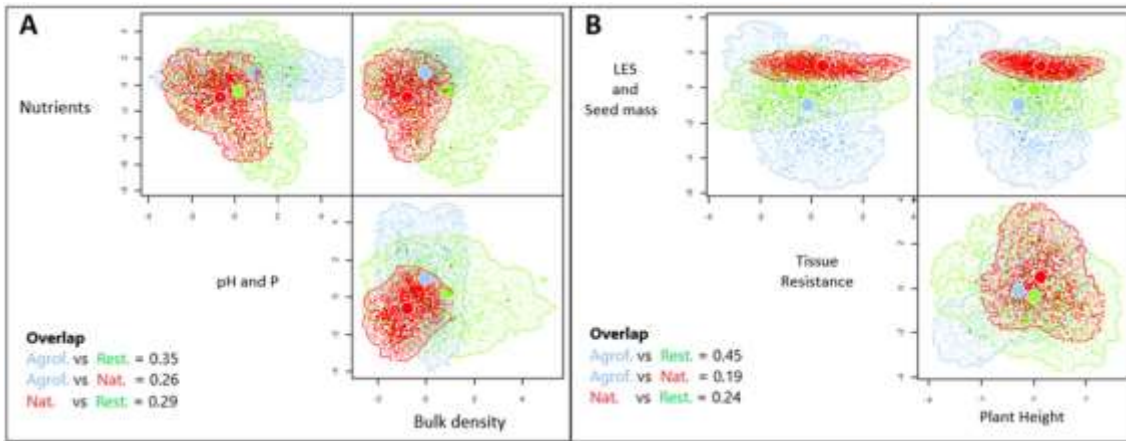 A
Nutrients
pH and P
Bulk density
Overlap
Agrof. vs Rest. = 0.35
Agrof. vs Nat. = 0.26
Nat. vs Rest. = 0.29
B
LES
and
Seed mass
Tissue
Resistance
Plant Height
Overlap
Agrof. vs Rest. = 0.45
Agrof. vs Nat. = 0.19
Nat. vs Rest. = 0.24